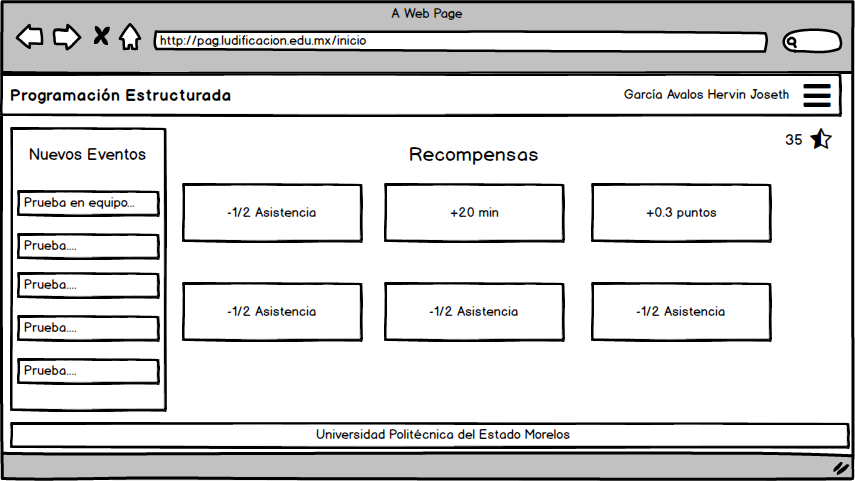 A Web Page
http://pag.ludificacion.edu.mx/inicio
Programación Estructurada
García Avalos Hervin Joseth
35
Nuevos Eventos
Prueba en equipo...
Prueba....
Prueba....
Prueba....
Prueba....
Recompensas
-1/2 Asistencia
+20 min
+0.3 puntos
-1/2 Asistencia
-1/2 Asistencia
-1/2 Asistencia
Universidad Politécnica del Estado Morelos